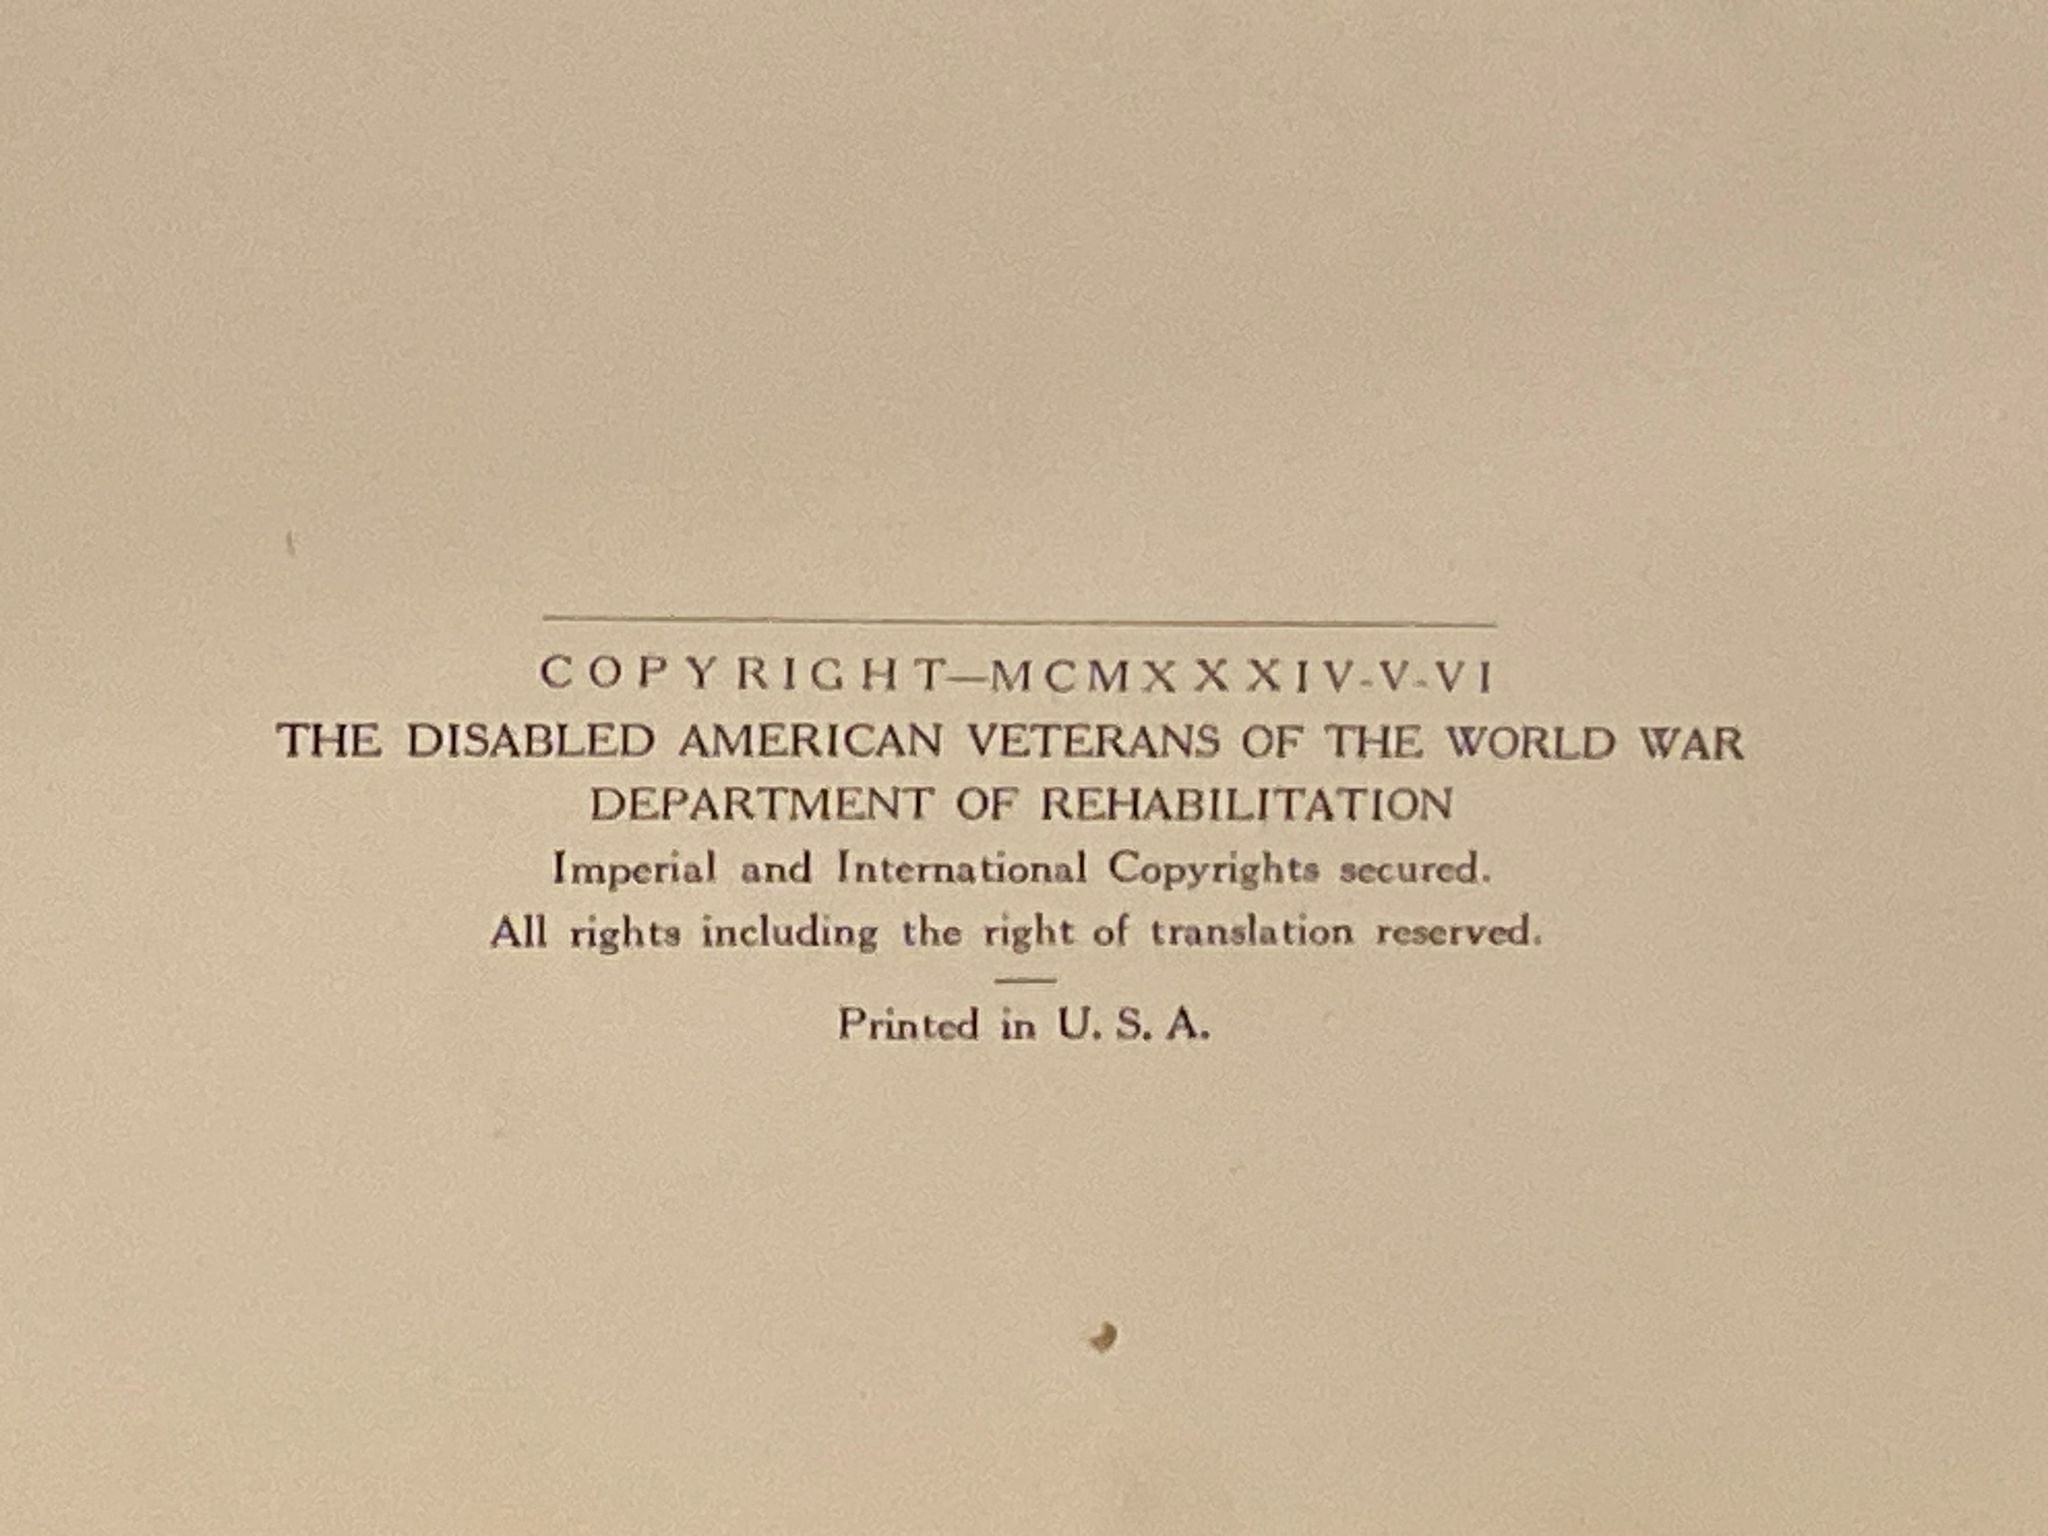 COPYRIGHT—MCMXXXIV-V-VI
THE DISABLED AMERICAN VETERANS OF THE WORLD WAR
DEPARTMENT OF REHABILITATION
Imperial and International Copyrights secured.
All rights including the right of translation reserved.
Printed in U. S. A.